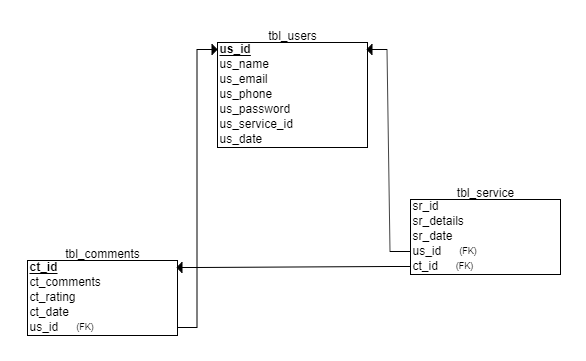 tbl_users
us_id
us_name
us_email
us_phone
us_password
us_service_id
us_date
tbl_service
sr_id
sr_details
sr_date
us_id (FK)
ct_id (FK)
tbl_comments
ct_id
ct_comments
ct_rating
ct_date
us_id (FK)